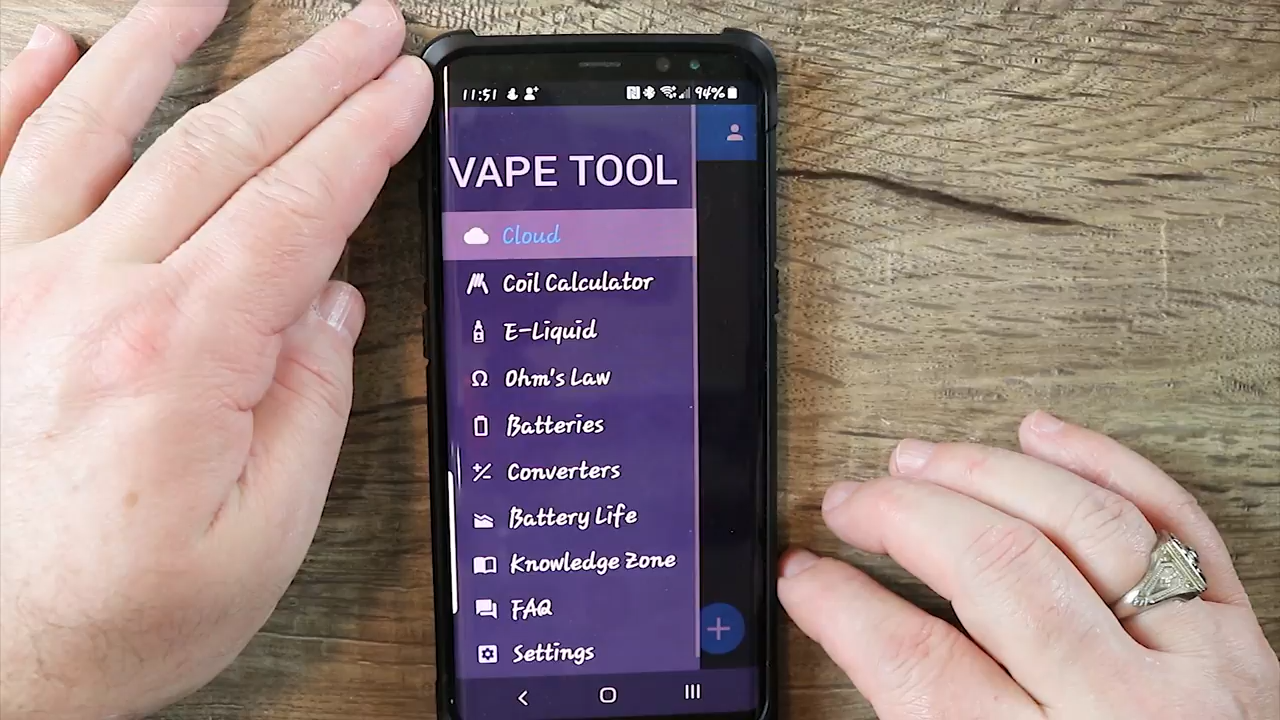 11:51 94%
VAPE TOOL
Cloud
Coil Calculator
E-Liquid
Ohm's Law
Batteries
Converters
Battery Life
Knowledge Zone
FAQ
Settings